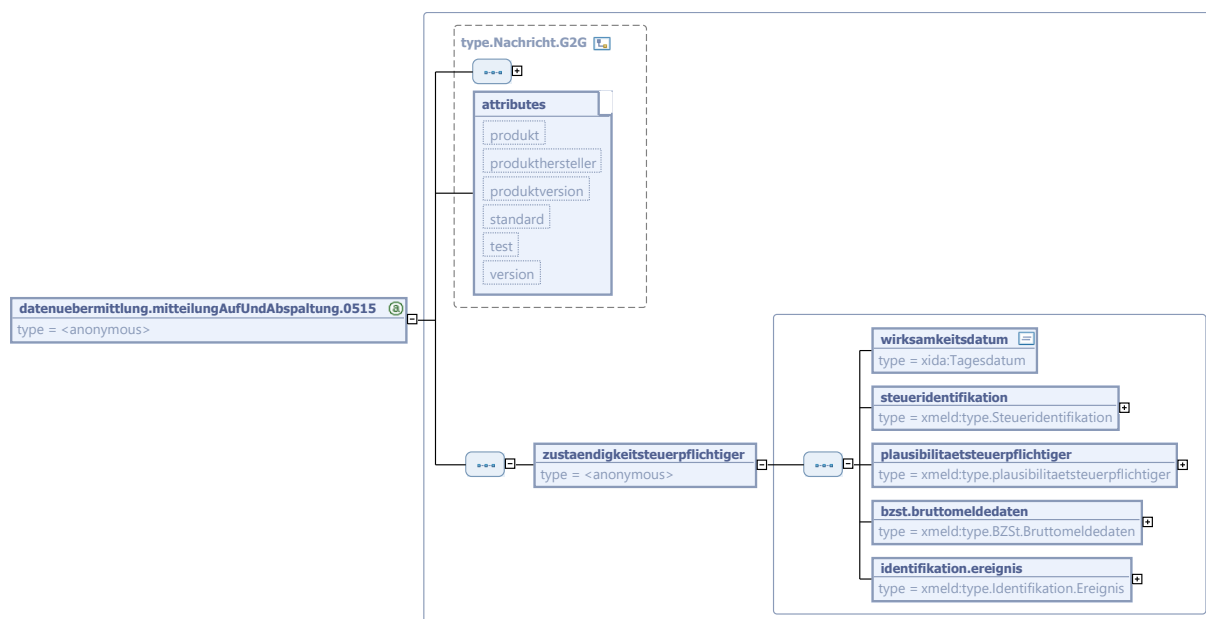 type.Nachricht.G2G
attributes
produkt
produkthersteller
produktversion
standard
test
version
datenuebermittlung.mitteilungAufUndAbspaltung.0515
a
type = <anonymous>
wirksamkeitsdatum
type = xida:Tagesdatum
steueridentifikation
type = xmeld:type.Steueridentifikation
zustaendigkeitsteuerpflichtiger
type = <anonymous>
plausibilitaetsteuerpflichtiger
type = xmeld:type.plausibilitaetsteuerpflichtiger
bzst.bruttomeldedaten
type = xmeld:type.BZSt.Bruttomeldedaten
identifikation.ereignis
type = xmeld:type.Identifikation.Ereignis